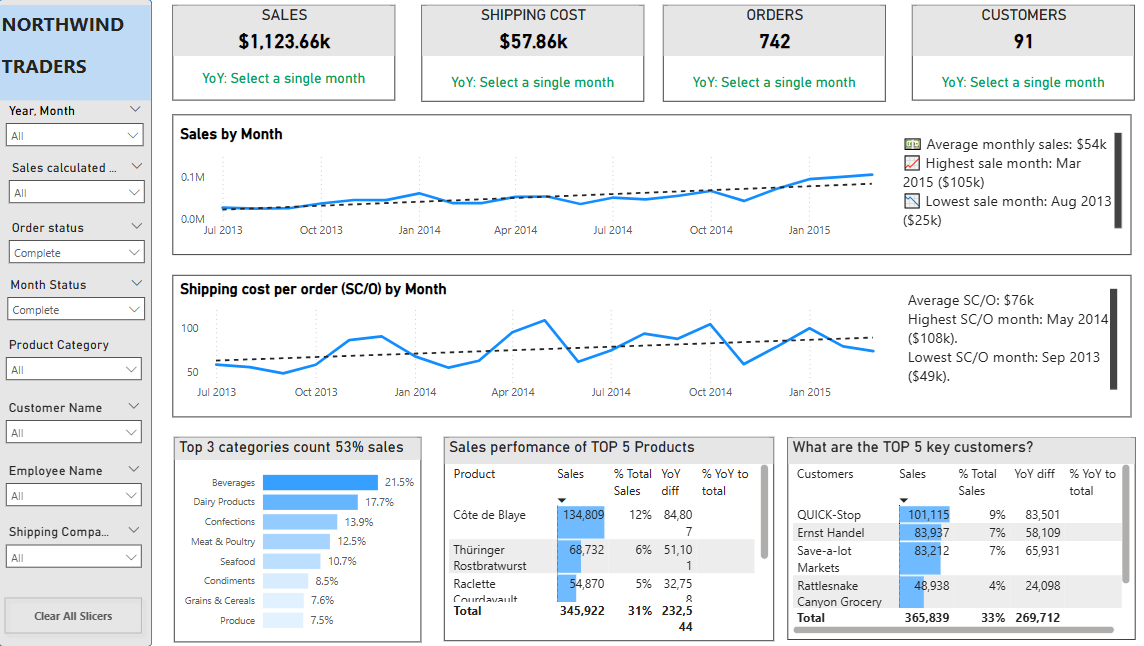 NORTHWIND
TRADERS
Year, Month
All
Sales calculated ...
All
Order status
Complete
Month Status
Complete
Product Category
All
Customer Name
All
Employee Name
All
Shipping Compa...
All
Clear All Slicers
SALES
$1,123.66k
YoY: Select a single month
SHIPPING COST
$57.86k
YoY: Select a single month
ORDERS
742
YoY: Select a single month
CUSTOMERS
91
YoY: Select a single month
Sales by Month
0.1M
0.0M
Jul 2013 Oct 2013 Jan 2014 Apr 2014 Jul 2014 Oct 2014 Jan 2015
Average monthly sales: $54k
Highest sale month: Mar
2015 ($105k)
Lowest sale month: Aug 2013
($25k)
Shipping cost per order (SC/O) by Month
100
50
Jul 2013 Oct 2013 Jan 2014 Apr 2014 Jul 2014 Oct 2014 Jan 2015
Average SC/O: $76k
Highest SC/O month: May 2014
($108k).
Lowest SC/O month: Sep 2013
($49k).
Top 3 categories count 53% sales
Beverages 21.5%
Dairy Products 17.7%
Confections 13.9%
Meat & Poultry 12.5%
Seafood 10.7%
Condiments 8.5%
Grains & Cereals 7.6%
Produce 7.5%
Sales perfomance of TOP 5 Products
Product Sales % Total YoY % YoY to
Sales diff total
Côte de Blaye 134,809 12% 84,80
7
Thüringer 68,732 6% 51,10
Rostbratwurst 1
Raclette 54,870 5% 32,75
Courdavault 8
Total 345,922 31% 232,5
44
What are the TOP 5 key customers?
Customers Sales % Total YoY diff % YoY to
Sales total
QUICK-Stop 101,115 9% 83,501
Ernst Handel 83,937 7% 58,109
Save-a-lot 83,212 7% 65,931
Markets
Rattlesnake 48,938 4% 24,098
Canyon Grocery
Total 365,839 33% 269,712